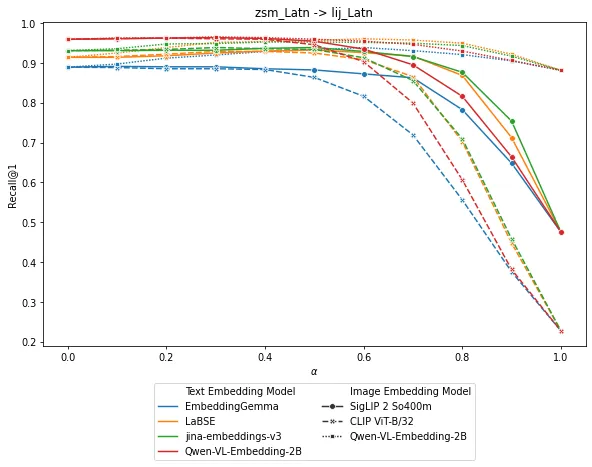 zsm_Latn -> lij_Latn
Recall@1
1.0
0.9
0.8
0.7
0.6
0.5
0.4
0.3
0.2
0.0
0.2
0.4
0.6
0.8
1.0
α
Text Embedding Model
EmbeddingGemma
LaBSE
jina-embeddings-v3
Qwen-VL-Embedding-2B
Image Embedding Model
SigLIP 2 So400m
CLIP ViT-B/32
Qwen-VL-Embedding-2B